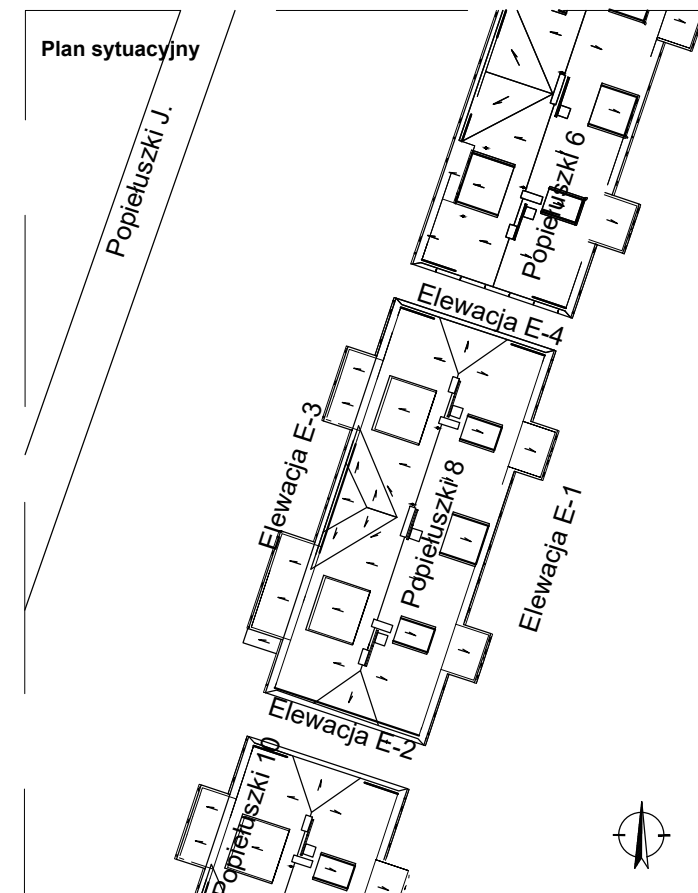 Plan sytuacyjny
Popiełuszki J.
Popiełuszki 6
Elewacja E-4
Elewacja E-3
Popiełuszki 8
Elewacja E-1
Elewacja E-2
Popiełuszki 10